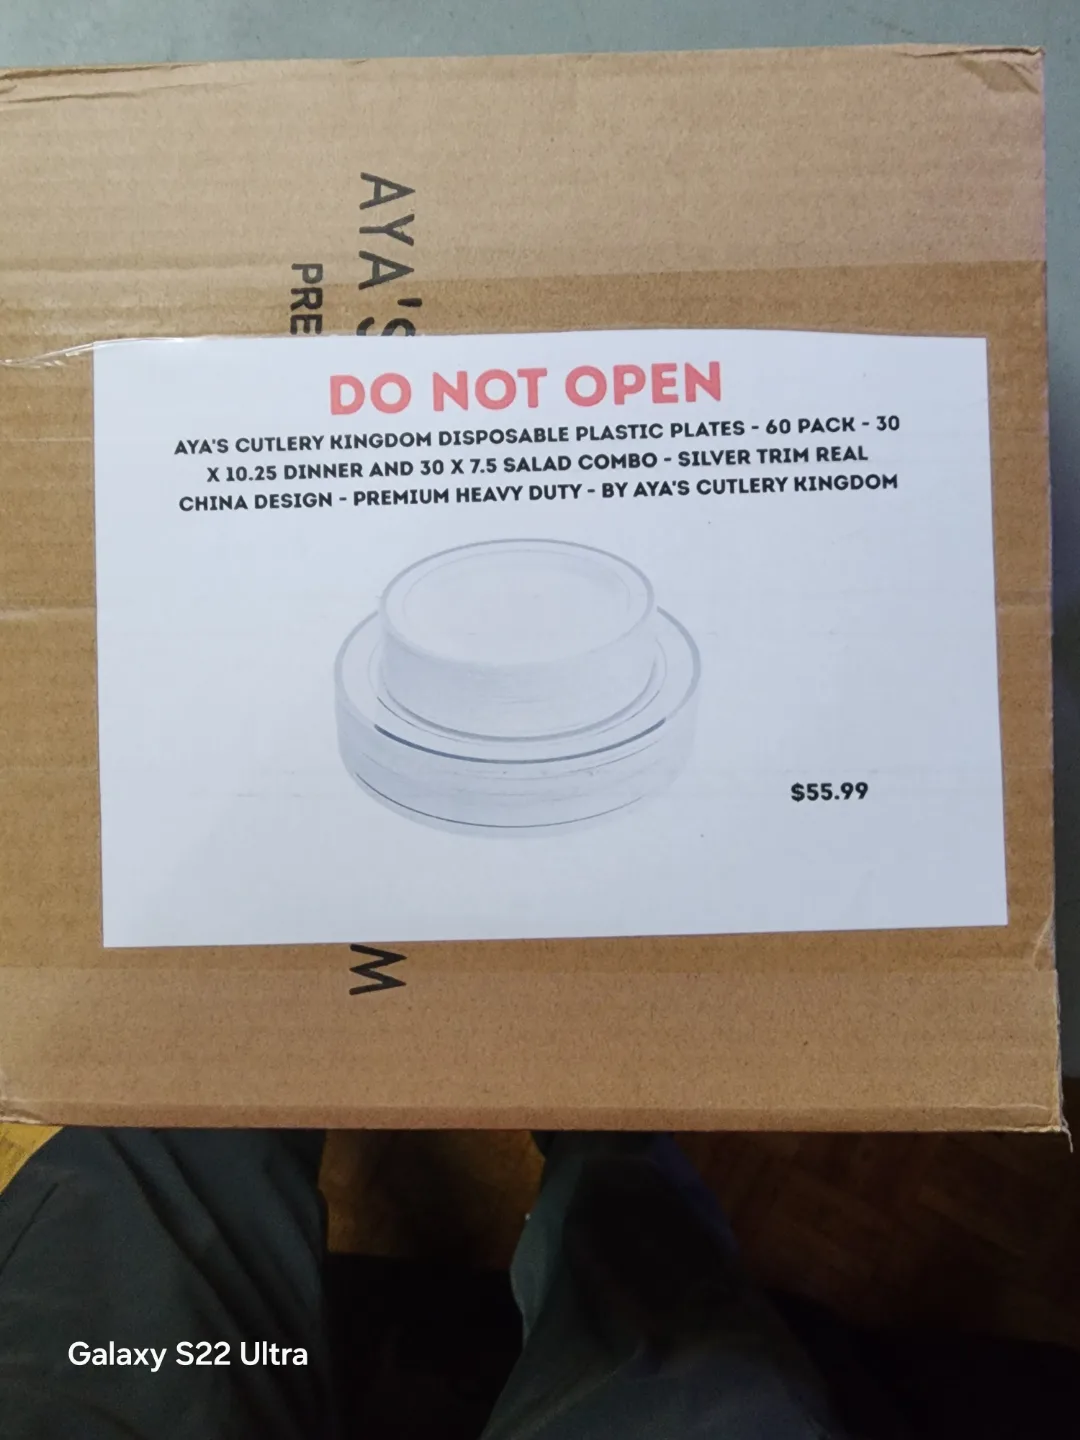 AYA'S
PRE
DO NOT OPEN
AYA'S CUTLERY KINGDOM DISPOSABLE PLASTIC PLATES - 60 PACK - 30
X 10.25 DINNER AND 30 X 7.5 SALAD COMBO - SILVER TRIM REAL
CHINA DESIGN - PREMIUM HEAVY DUTY - BY AYA'S CUTLERY KINGDOM
$55.99
M
Galaxy S22 Ultra